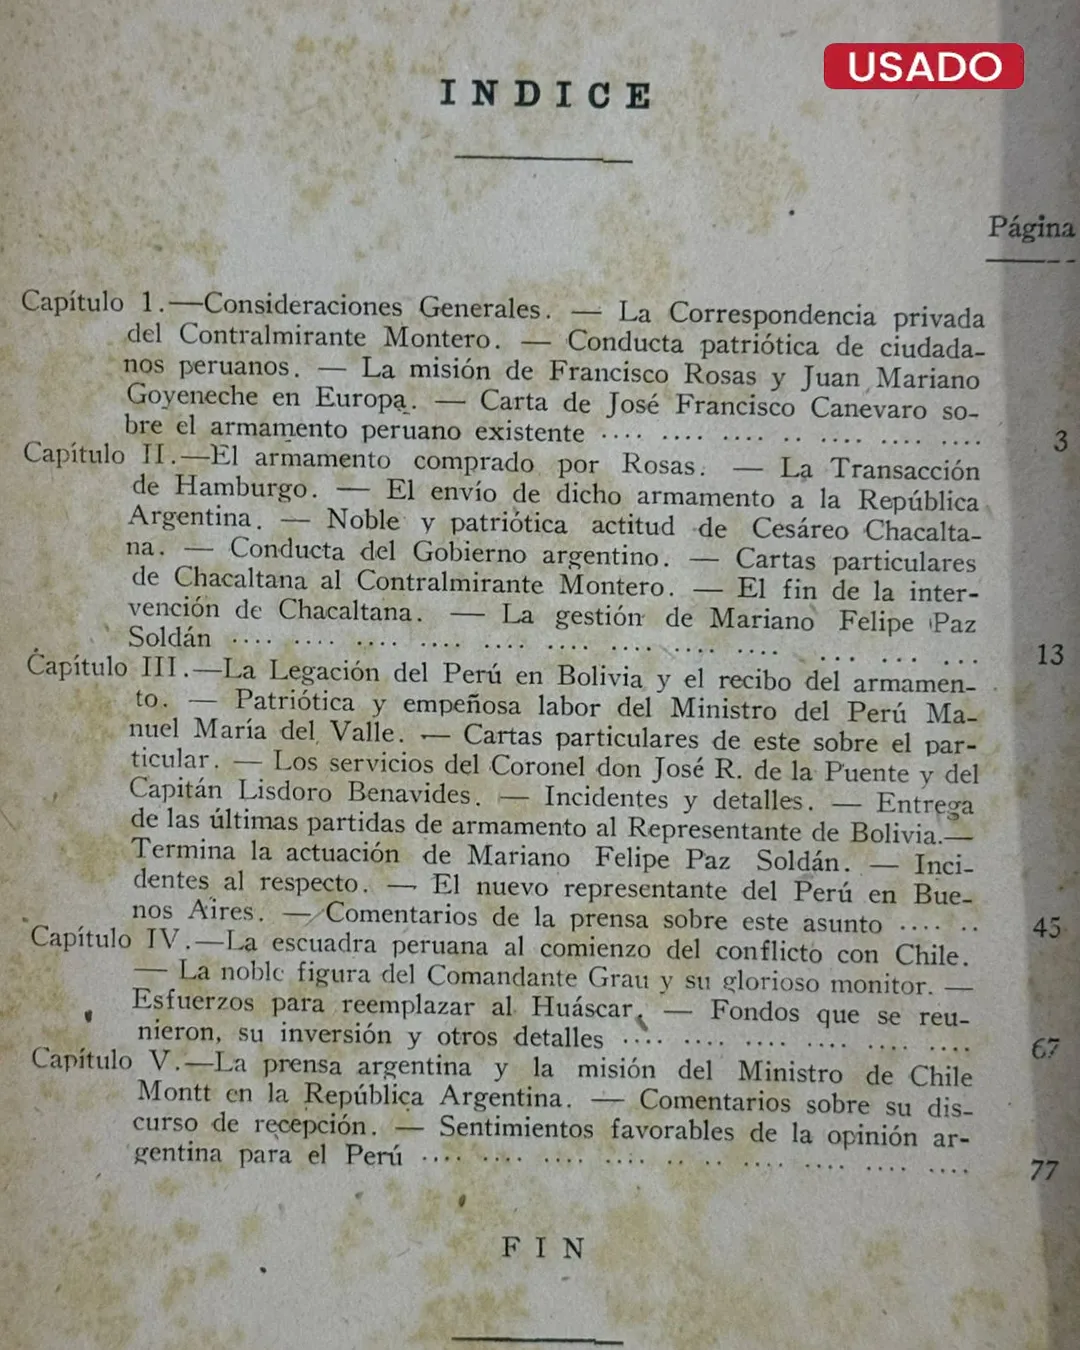 USADO
INDICE
Página
Capítulo 1.—Consideraciones Generales. — La Correspondencia privada
del Contralmirante Montero. — Conducta patriótica de ciudada-
nos peruanos. — La misión de Francisco Rosas y Juan Mariano
Goyeneche en Europa. — Carta de José Francisco Canevaro so-
bre el armamento peruano existente .... .... .... .. .... .... .... 3
Capítulo II.—El armamento comprado por Rosas. — La Transacción
de Hamburgo. — El envío de dicho armamento a la República
Argentina. — Noble y patriótica actitud de Cesáreo Chacalta-
na. — Conducta del Gobierno argentino. — Cartas particulares
de Chacaltana al Contralmirante Montero. — El fin de la inter-
vención de Chacaltana. — La gestión de Mariano Felipe Paz
Soldán .... .... .... .... .... .... .... .... .... ... ... ... 13
Capítulo III.—La Legación del Perú en Bolivia y el recibo del armamen-
to. — Patriótica y empeñosa labor del Ministro del Perú Ma-
nuel María del Valle. — Cartas particulares de este sobre el par-
ticular. — Los servicios del Coronel don José R. de la Puente y del
Capitán Lisdoro Benavides. — Incidentes y detalles. — Entrega
de las últimas partidas de armamento al Representante de Bolivia.—
Termina la actuación de Mariano Felipe Paz Soldán. — Inci-
dentes al respecto. — El nuevo representante del Perú en Bue-
nos Aires. — Comentarios de la prensa sobre este asunto .... .. 45
Capítulo IV.—La escuadra peruana al comienzo del conflicto con Chile.
— La noble figura del Comandante Grau y su glorioso monitor. —
Esfuerzos para reemplazar al Huáscar. — Fondos que se reu-
nieron, su inversión y otros detalles .... .... .... .... .... .... 67
Capítulo V.—La prensa argentina y la misión del Ministro de Chile
Montt en la República Argentina. — Comentarios sobre su dis-
curso de recepción. — Sentimientos favorables de la opinión ar-
gentina para el Perú .... .... .... .... .. .. .... .... .... .... 77
FIN